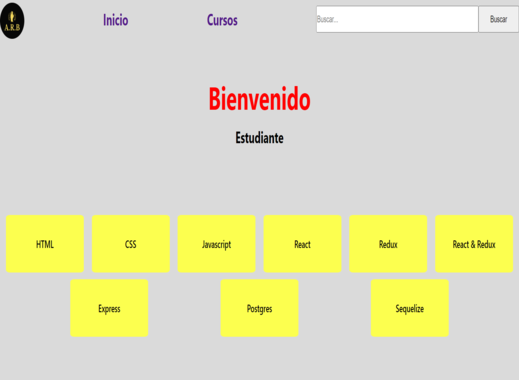 A.R.B
Inicio
Cursos
Buscar...
Buscar
Bienvenido
Estudiante
HTML
CSS
Javascript
React
Redux
React & Redux
Express
Postgres
Sequelize